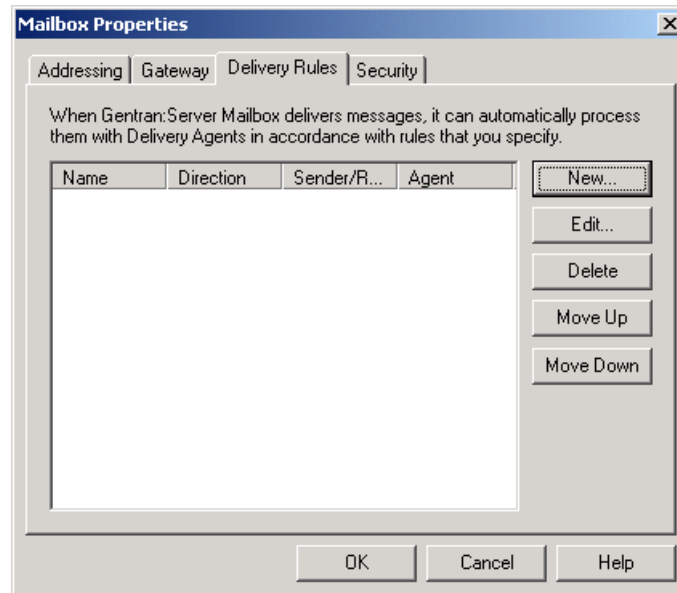 Mailbox Properties
Addressing Gateway Delivery Rules Security
When Gentran:Server Mailbox delivers messages, it can automatically process
them with Delivery Agents in accordance with rules that you specify.
Name Direction Sender/R... Agent
New...
Edit...
Delete
Move Up
Move Down
OK Cancel Help